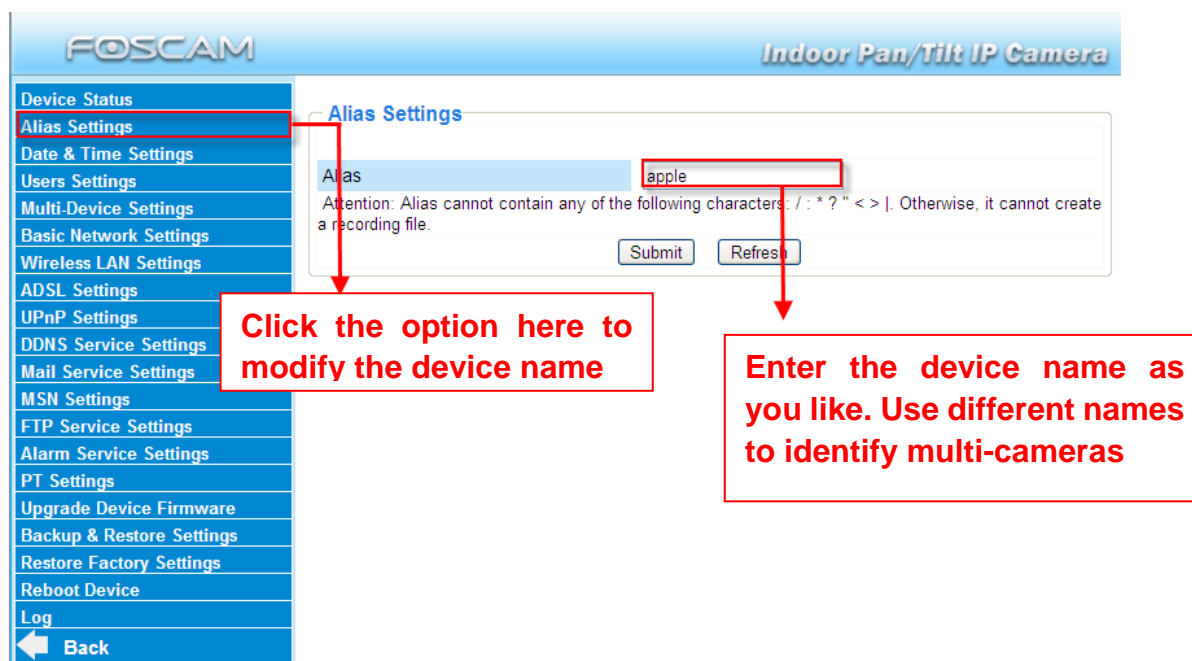 FOSCAM
Indoor Pan/Tilt IP Camera
Device Status
Alias Settings
Date & Time Settings
Users Settings
Multi-Device Settings
Basic Network Settings
Wireless LAN Settings
ADSL Settings
UPnP Settings
DDNS Service Settings
Mail Service Settings
MSN Settings
FTP Service Settings
Alarm Service Settings
PT Settings
Upgrade Device Firmware
Backup & Restore Settings
Restore Factory Settings
Reboot Device
Log
Back
Alias Settings
Alias
apple
Attention: Alias cannot contain any of the following characters: / : * ? " < > |. Otherwise, it cannot create
a recording file.
Submit
Refresh
Click the option here to
modify the device name
Enter the device name as
you like. Use different names
to identify multi-cameras